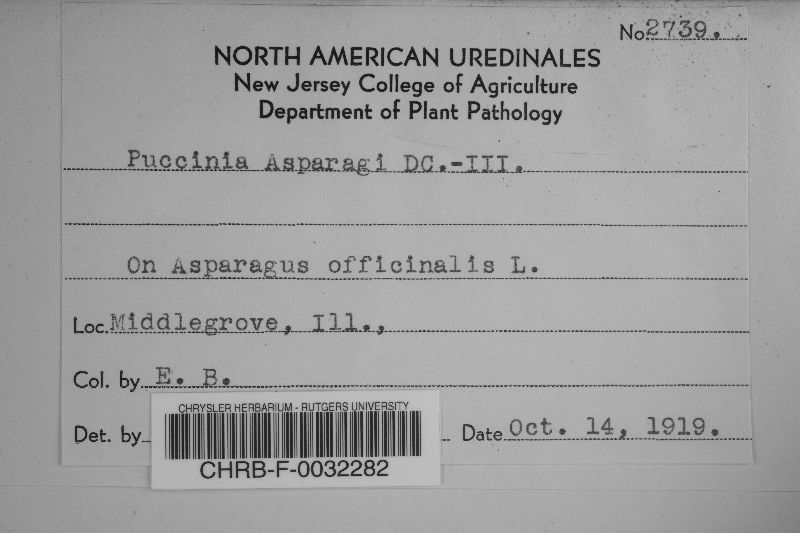 No. 2739.
NORTH AMERICAN UREDINALES
New Jersey College of Agriculture
Department of Plant Pathology
Puccinia Asparagi DC.-III.
On Asparagus officinalis L.
Loc. Middlegrove, Ill.,
Col. by E. B.
Det. by
Date Oct. 14, 1919.
CHRYSLER HERBARIUM - RUTGERS UNIVERSITY
CHRB-F-0032282